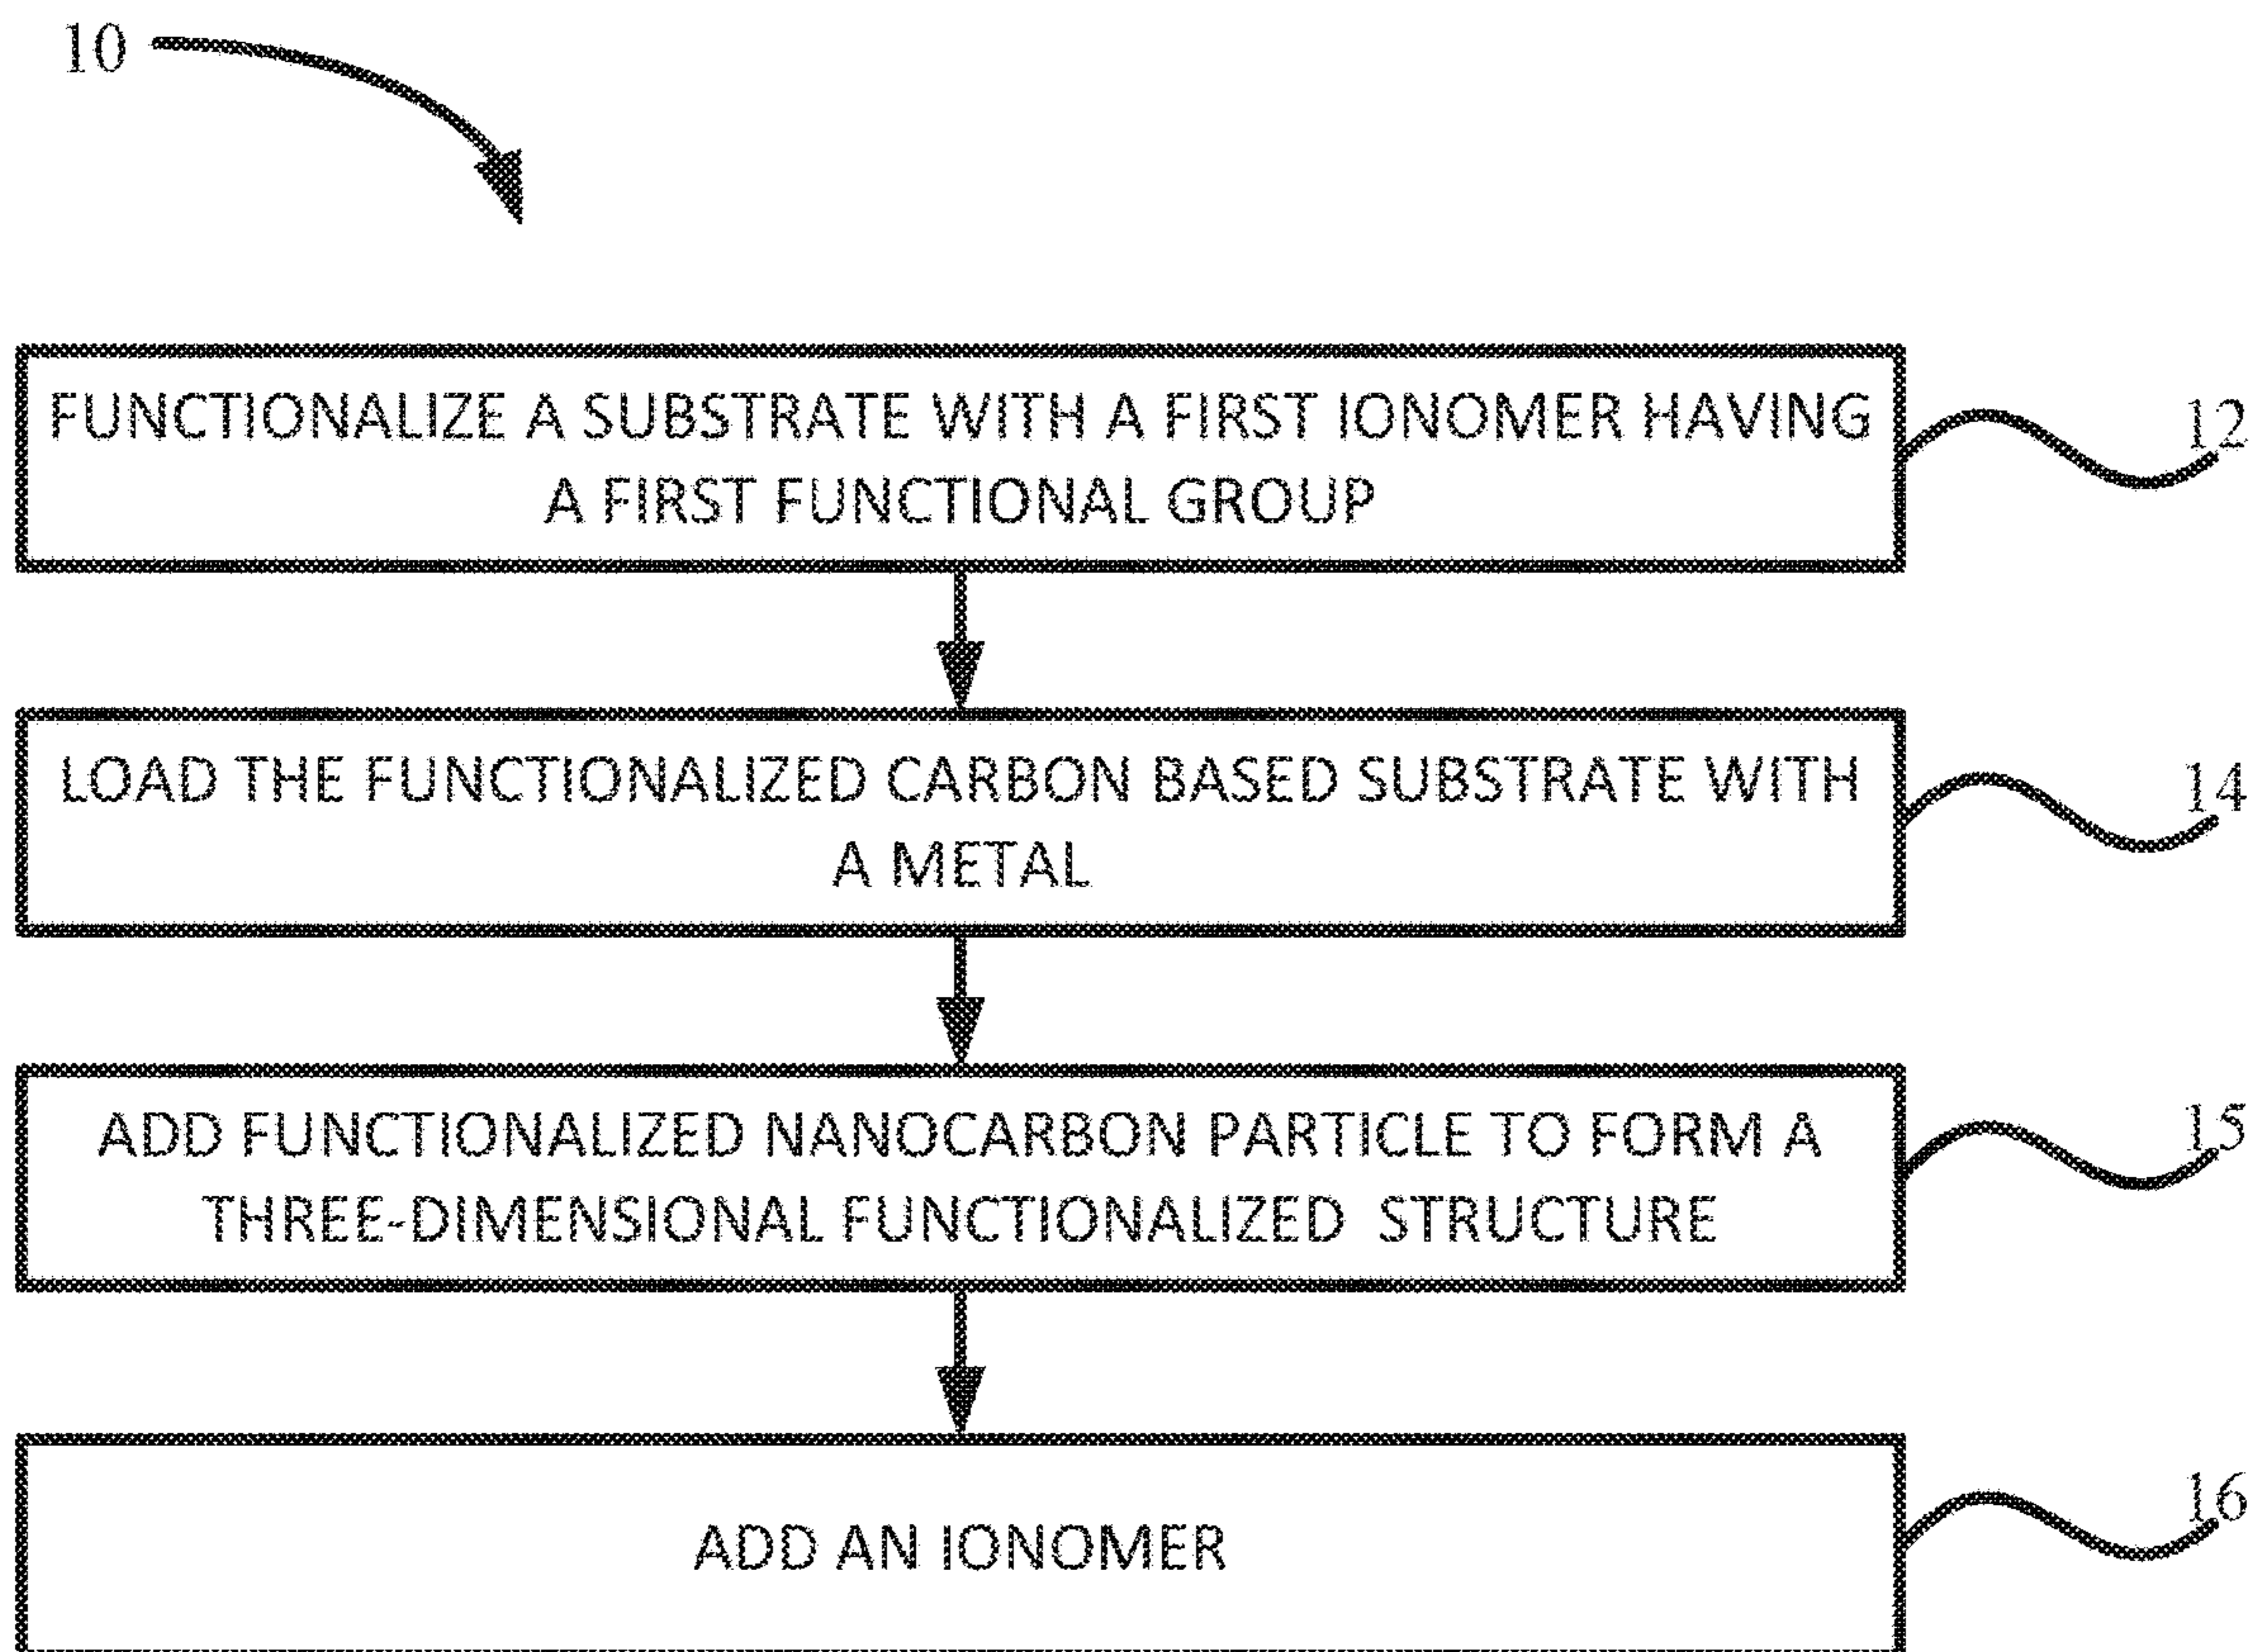 10
FUNCTIONALIZE A SUBSTRATE WITH A FIRST IONOMER HAVING
A FIRST FUNCTIONAL GROUP
12
LOAD THE FUNCTIONALIZED CARBON BASED SUBSTRATE WITH
A METAL
14
ADD FUNCTIONALIZED NANOCARBON PARTICLE TO FORM A
THREE-DIMENSIONAL FUNCTIONALIZED STRUCTURE
15
ADD AN IONOMER
16